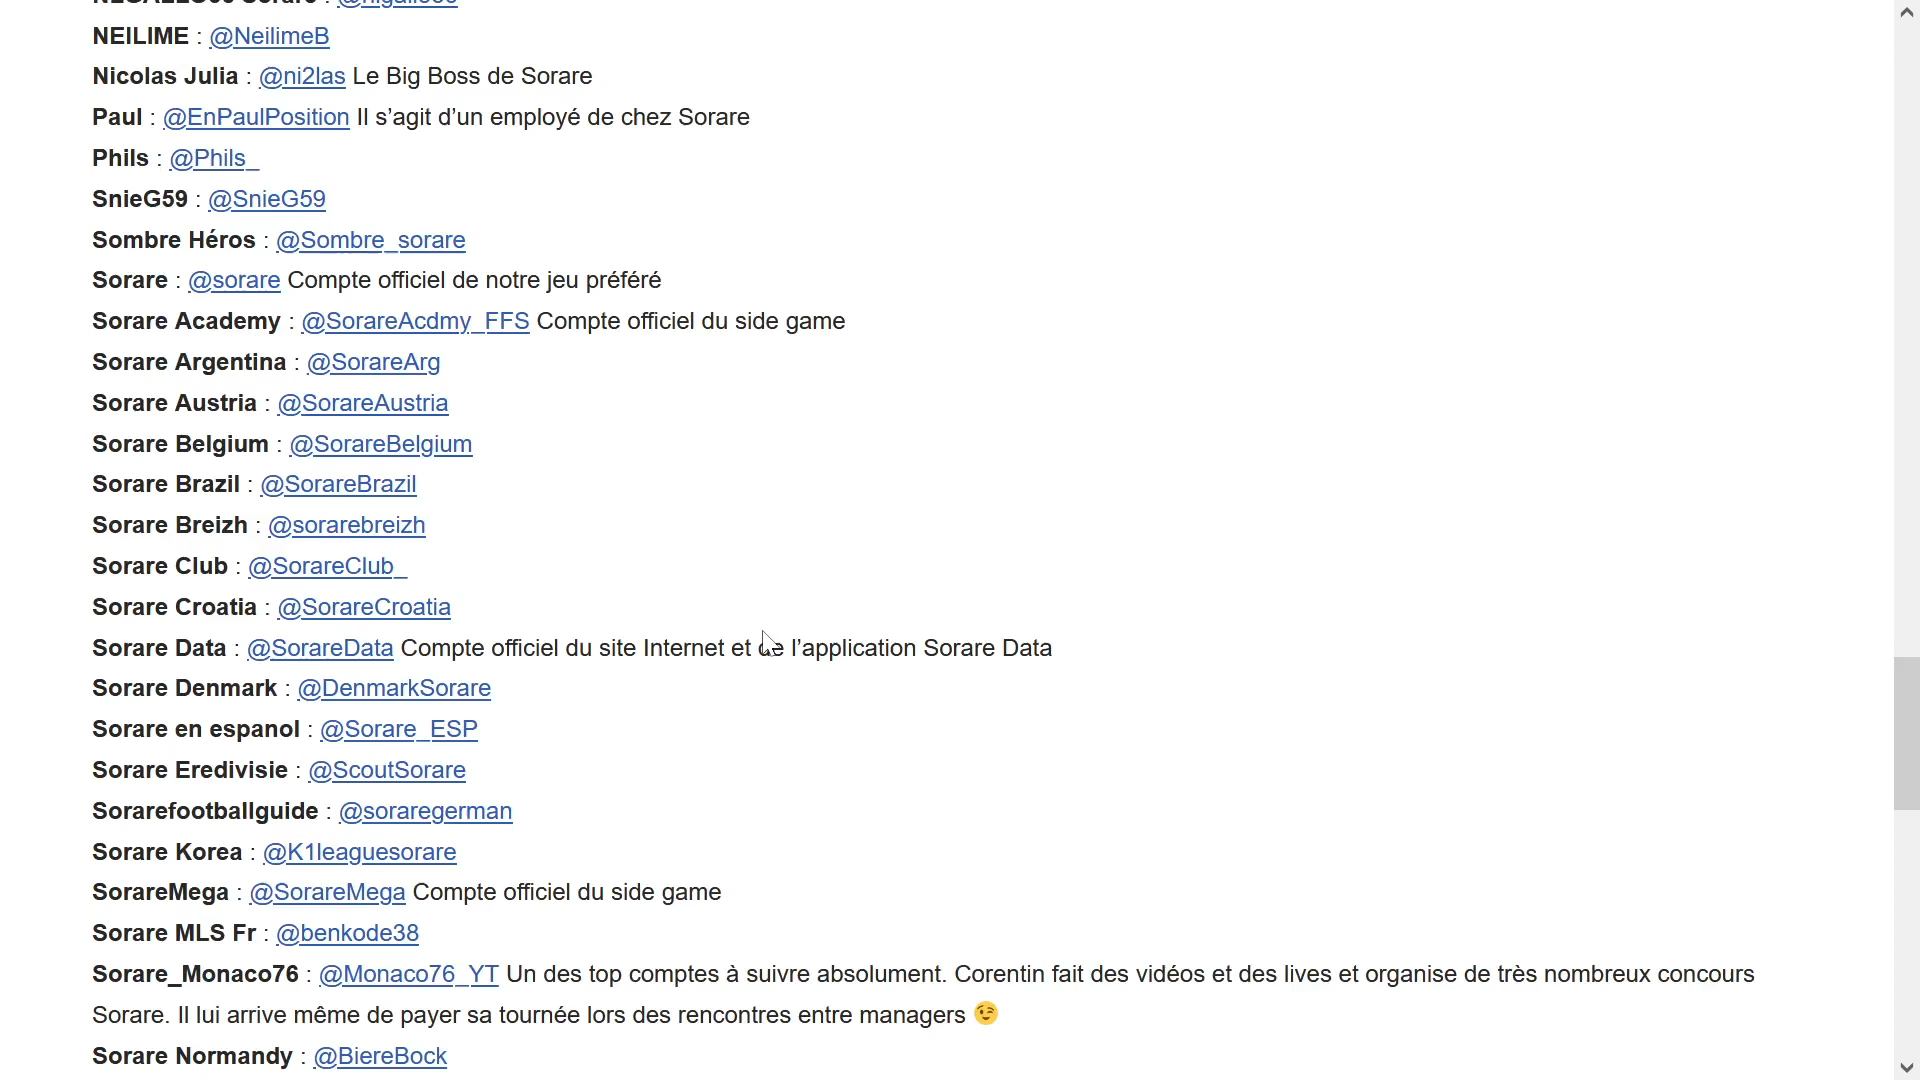 NEILIME : @NeilimeB
Nicolas Julia : @ni2las Le Big Boss de Sorare
Paul : @EnPaulPosition Il s’agit d’un employé de chez Sorare
Phils : @Phils_
SnieG59 : @SnieG59
Sombre Héros : @Sombre_sorare
Sorare : @sorare Compte officiel de notre jeu préféré
Sorare Academy : @SorareAcdmy_FFS Compte officiel du side game
Sorare Argentina : @SorareArg
Sorare Austria : @SorareAustria
Sorare Belgium : @SorareBelgium
Sorare Brazil : @SorareBrazil
Sorare Breizh : @sorarebreizh
Sorare Club : @SorareClub_
Sorare Croatia : @SorareCroatia
Sorare Data : @SorareData Compte officiel du site Internet et de l’application Sorare Data
Sorare Denmark : @DenmarkSorare
Sorare en espanol : @Sorare_ESP
Sorare Eredivisie : @ScoutSorare
Sorarefootballguide : @soraregerman
Sorare Korea : @K1leaguesorare
SorareMega : @SorareMega Compte officiel du side game
Sorare MLS Fr : @benkode38
Sorare_Monaco76 : @Monaco76_YT Un des top comptes à suivre absolument. Corentin fait des vidéos et des lives et organise de très nombreux concours
Sorare. Il lui arrive même de payer sa tournée lors des rencontres entre managers 😉
Sorare Normandy : @BiereBock